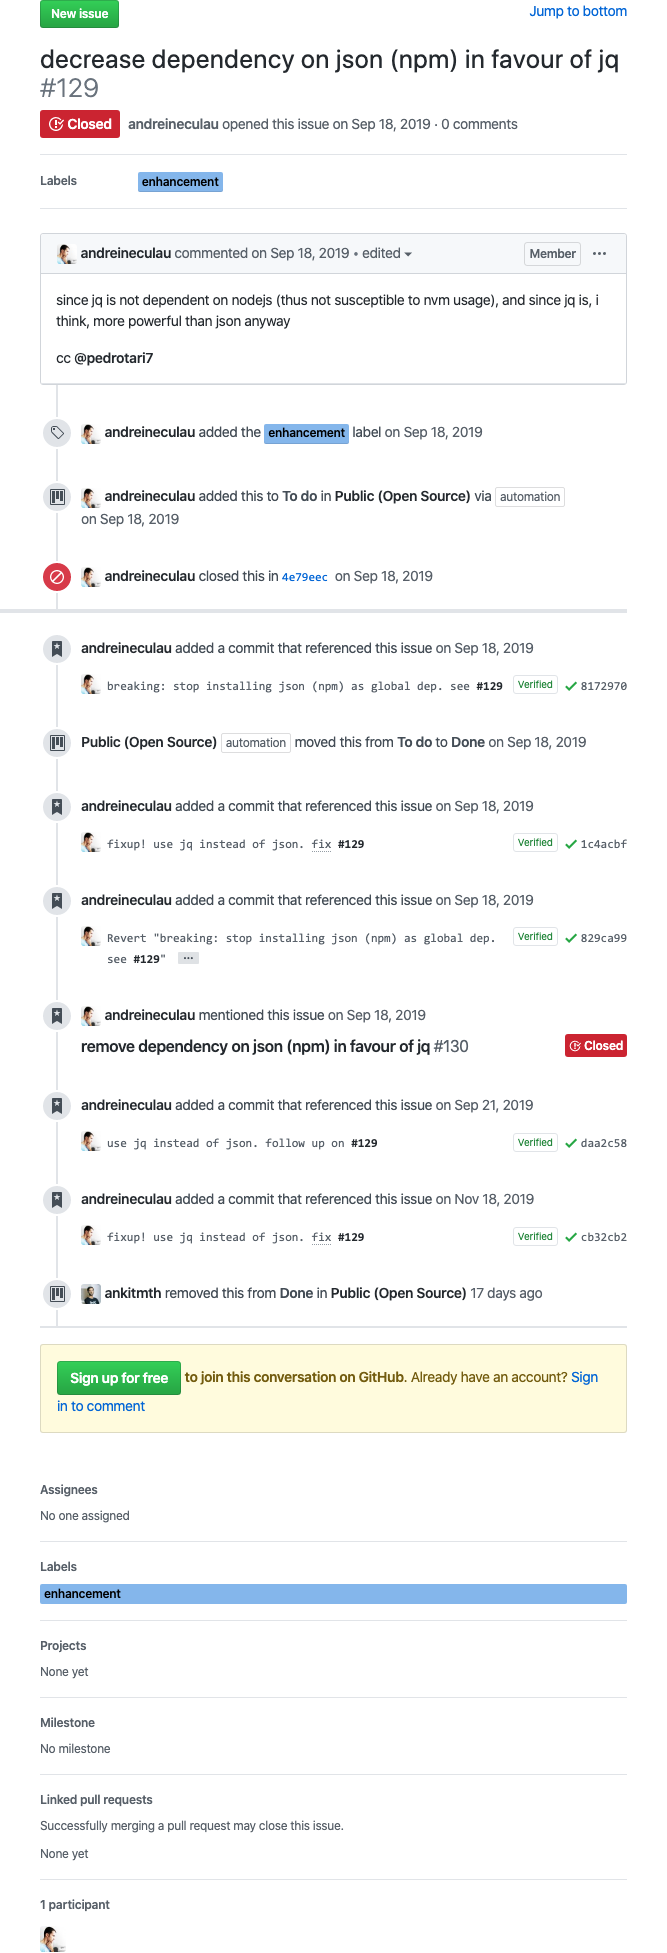 New issue
Jump to bottom
decrease dependency on json (npm) in favour of jq
#129
Closed andreineculau opened this issue on Sep 18, 2019 · 0 comments
Labels enhancement
andreineculau commented on Sep 18, 2019 • edited Member ...
since jq is not dependent on nodejs (thus not susceptible to nvm usage), and since jq is, i
think, more powerful than json anyway
cc @pedrotari7
andreineculau added the enhancement label on Sep 18, 2019
andreineculau added this to To do in Public (Open Source) via automation
on Sep 18, 2019
andreineculau closed this in 4e79eec on Sep 18, 2019
andreineculau added a commit that referenced this issue on Sep 18, 2019
breaking: stop installing json (npm) as global dep. see #129 Verified 8172970
Public (Open Source) automation moved this from To do to Done on Sep 18, 2019
andreineculau added a commit that referenced this issue on Sep 18, 2019
fixup! use jq instead of json. fix #129 Verified 1c4acbf
andreineculau added a commit that referenced this issue on Sep 18, 2019
Revert "breaking: stop installing json (npm) as global dep. Verified 829ca99
see #129" ...
andreineculau mentioned this issue on Sep 18, 2019
remove dependency on json (npm) in favour of jq #130 Closed
andreineculau added a commit that referenced this issue on Sep 21, 2019
use jq instead of json. follow up on #129 Verified daa2c58
andreineculau added a commit that referenced this issue on Nov 18, 2019
fixup! use jq instead of json. fix #129 Verified cb32cb2
ankitmth removed this from Done in Public (Open Source) 17 days ago
Sign up for free to join this conversation on GitHub. Already have an account? Sign
in to comment
Assignees
No one assigned
Labels
enhancement
Projects
None yet
Milestone
No milestone
Linked pull requests
Successfully merging a pull request may close this issue.
None yet
1 participant